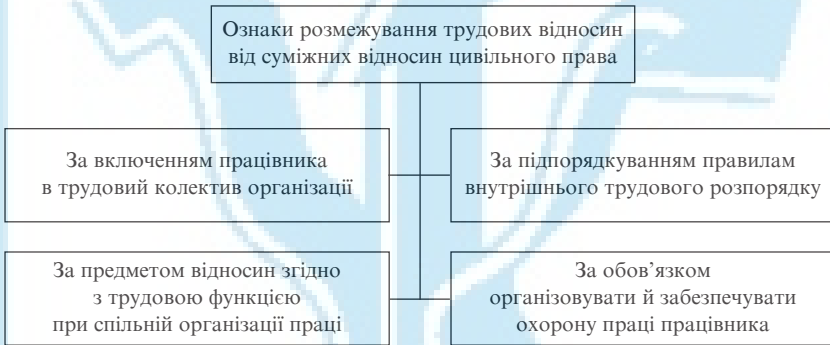 Ознаки розмежування трудових відносин
від суміжних відносин цивільного права
За включенням працівника
в трудовий колектив організації
За підпорядкуванням правилам
внутрішнього трудового розпорядку
За предметом відносин згідно
з трудовою функцією
при спільній організації праці
За обов’язком
організовувати й забезпечувати
охорону праці працівника